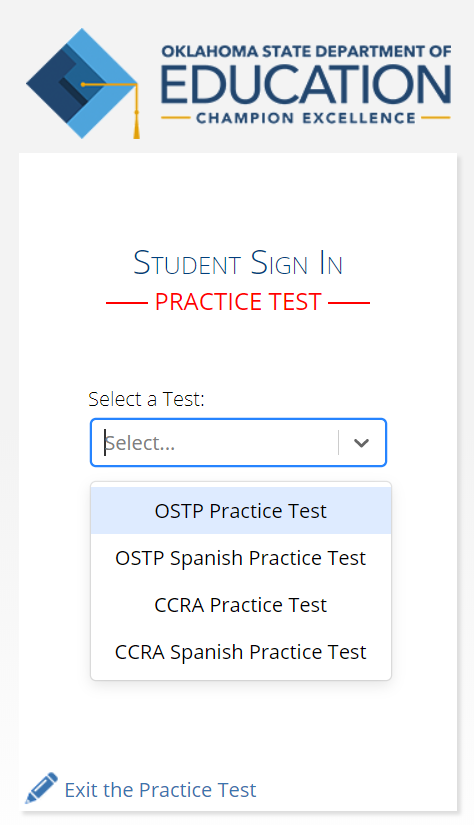 OKLAHOMA STATE DEPARTMENT OF
EDUCATION
CHAMPION EXCELLENCE
Student Sign In
PRACTICE TEST
Select a Test:
Select...
OSTP Practice Test
OSTP Spanish Practice Test
CCRA Practice Test
CCRA Spanish Practice Test
Exit the Practice Test